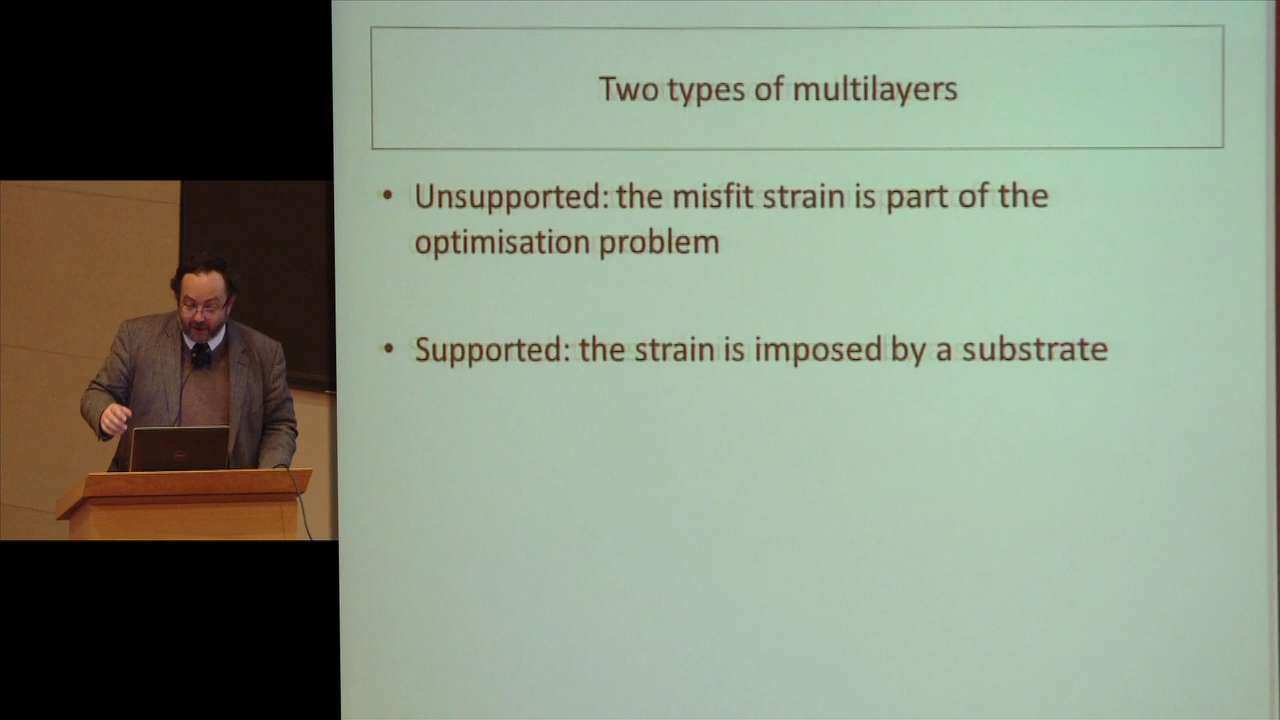 Two types of multilayers
• Unsupported: the misfit strain is part of the
optimisation problem
• Supported: the strain is imposed by a substrate